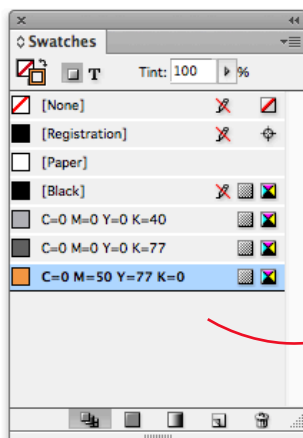 Swatches
T Tint: 100 %
[None]
[Registration]
[Paper]
[Black]
C=0 M=0 Y=0 K=40
C=0 M=0 Y=0 K=77
C=0 M=50 Y=77 K=0